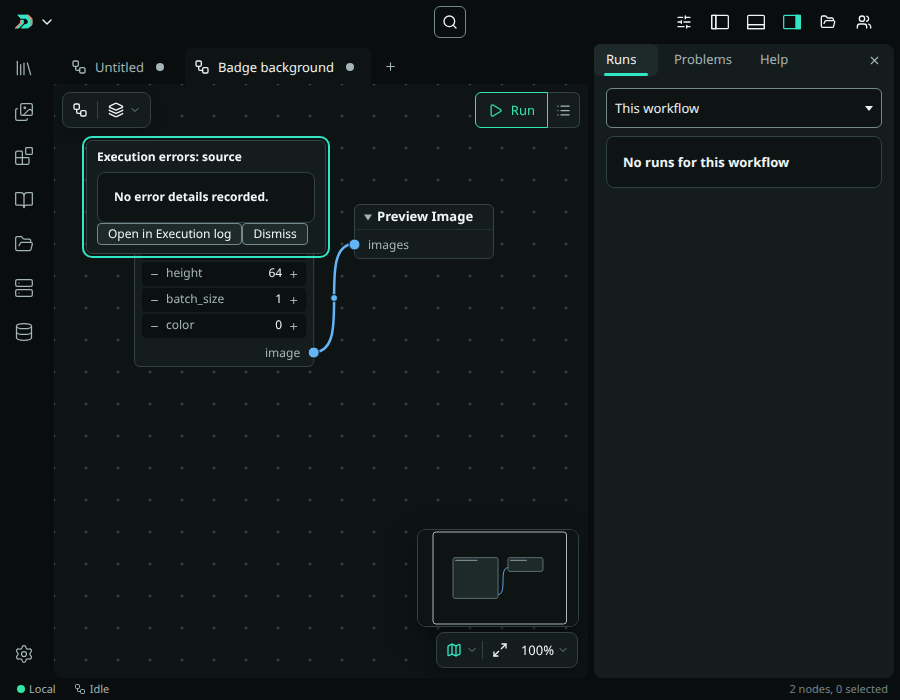 Untitled
Badge background
Run
Execution errors: source
No error details recorded.
Open in Execution log
Dismiss
Preview Image
images
height
64
batch_size
1
color
0
image
100%
Runs
Problems
Help
This workflow
No runs for this workflow
Local
Idle
2 nodes, 0 selected